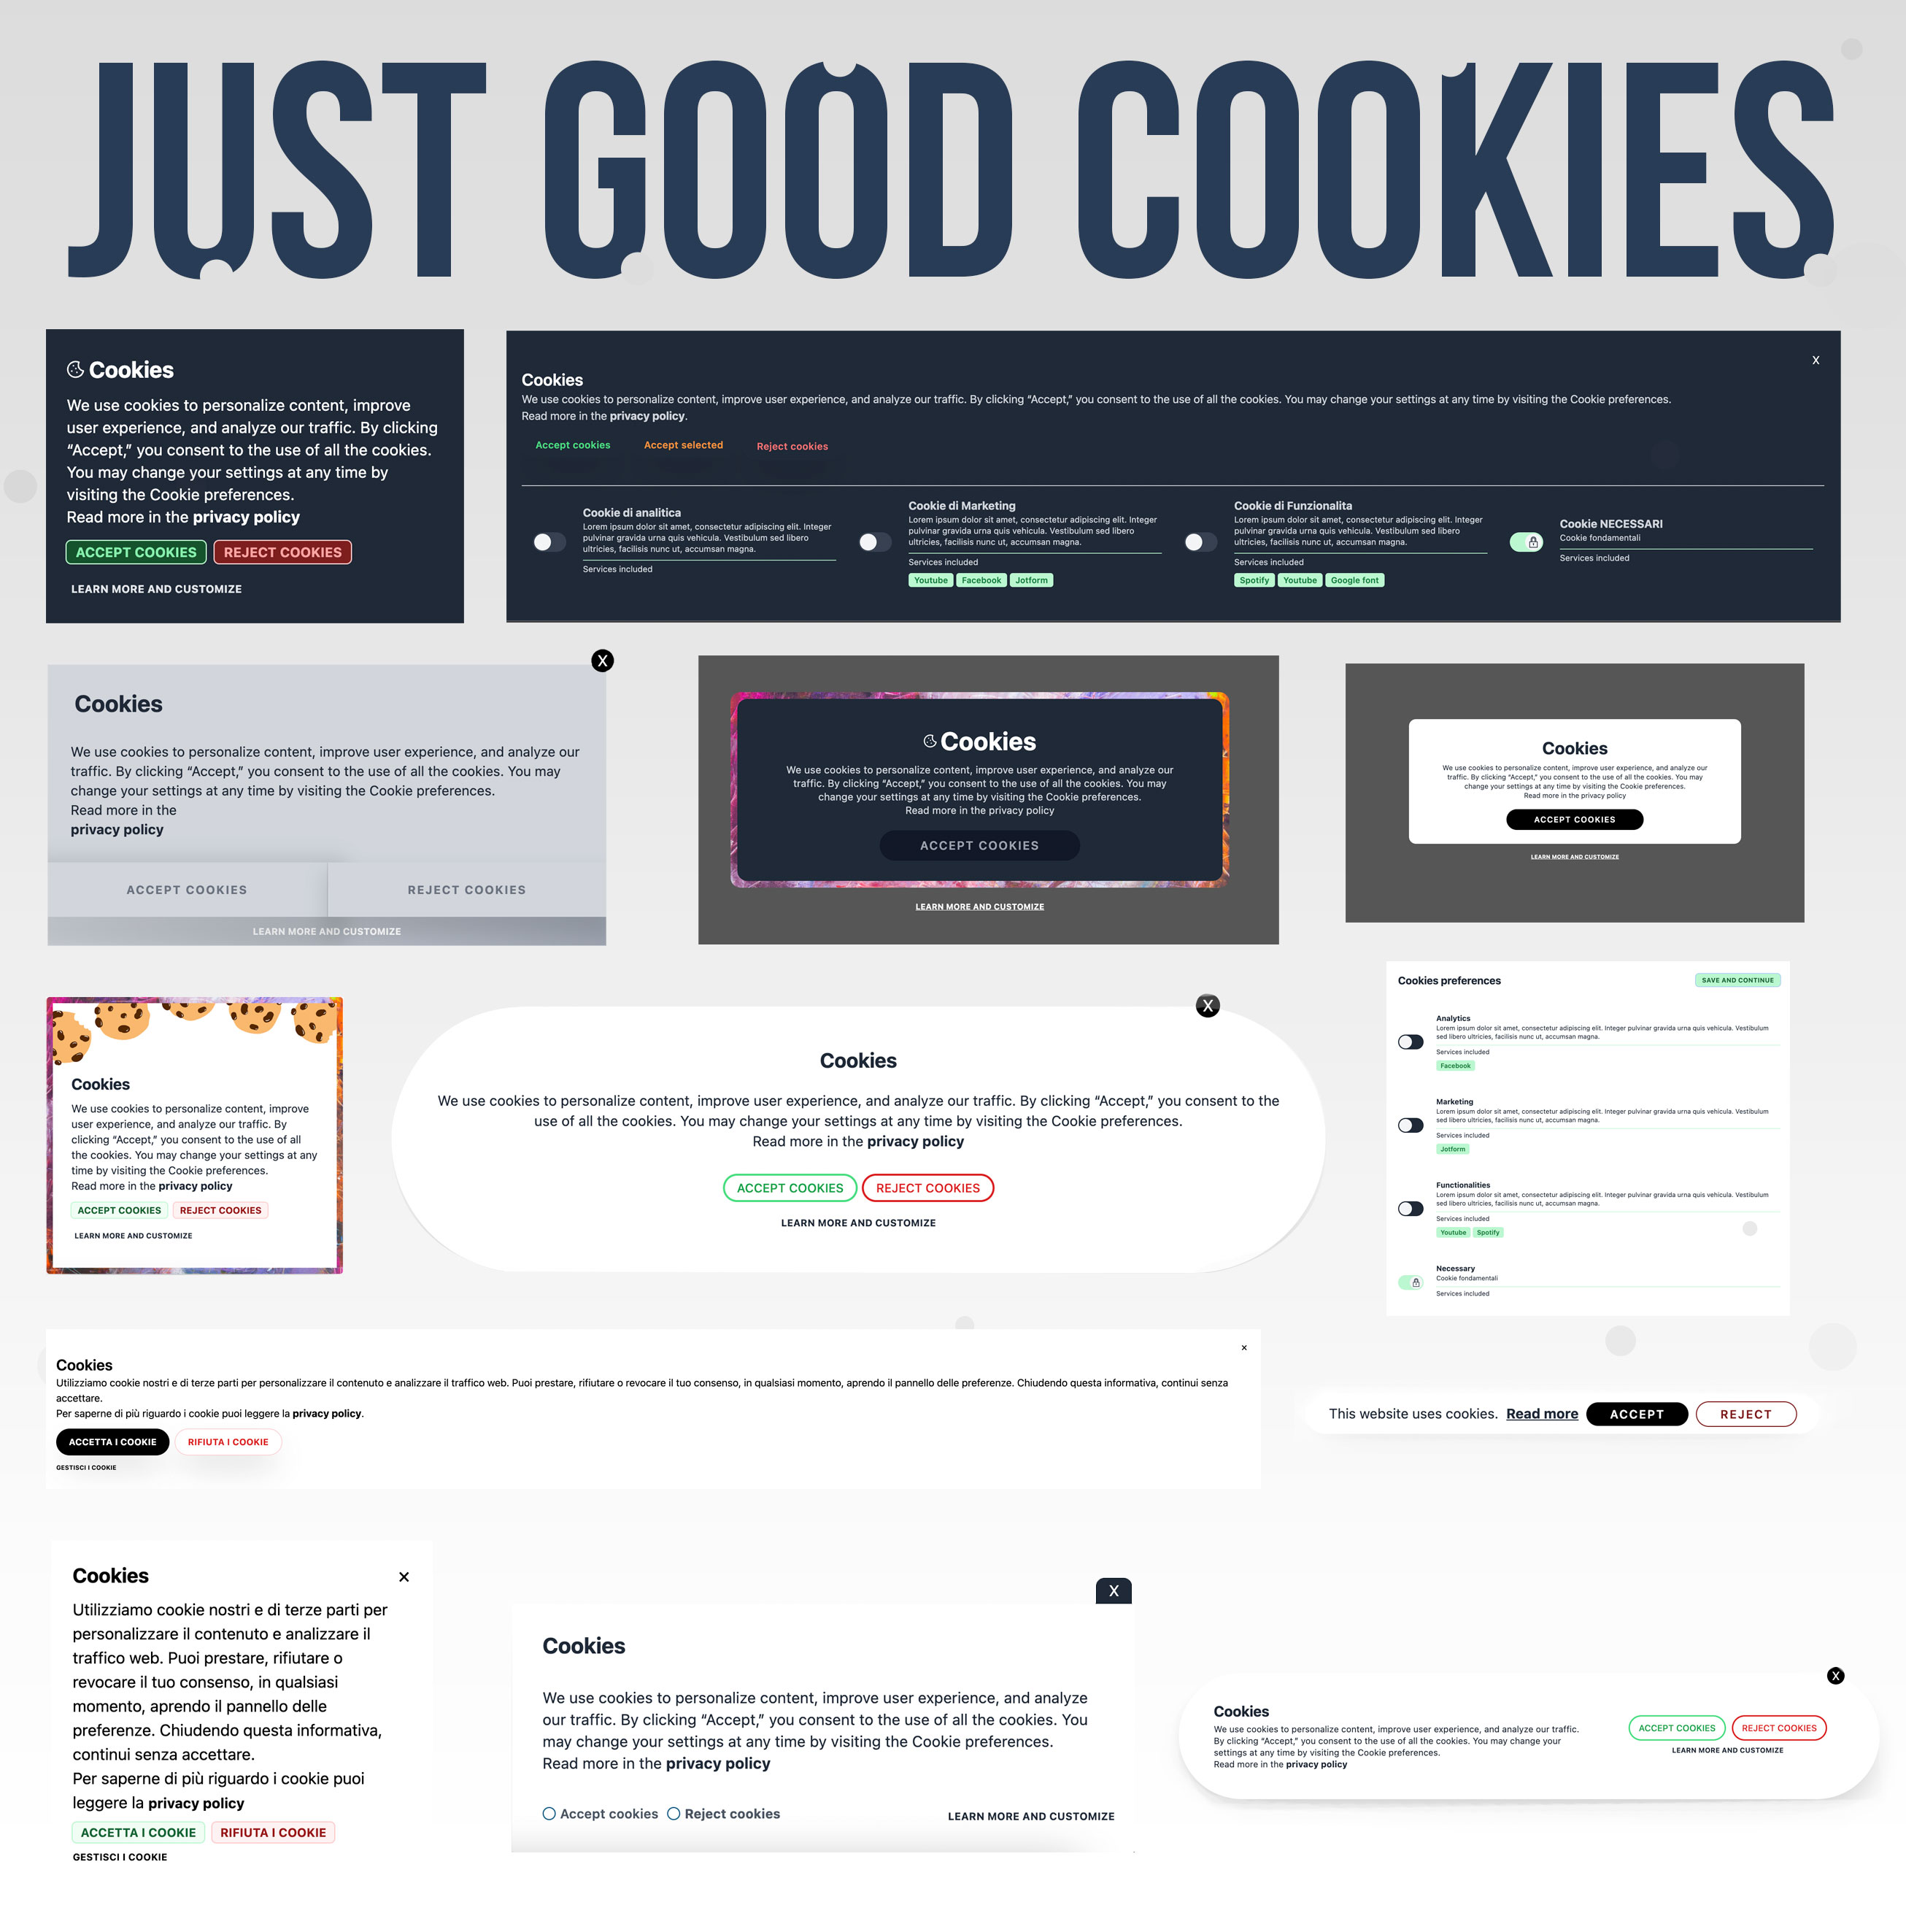 JUST GOOD COOKIES
Cookies
We use cookies to personalize content, improve
user experience, and analyze our traffic. By clicking
“Accept,” you consent to the use of all the cookies.
You may change your settings at any time by
visiting the Cookie preferences.
Read more in the privacy policy
ACCEPT COOKIES REJECT COOKIES
LEARN MORE AND CUSTOMIZE
X
Cookies
We use cookies to personalize content, improve user experience, and analyze our traffic. By clicking “Accept,” you consent to the use of all the cookies. You may change your settings at any time by visiting the Cookie preferences.
Read more in the privacy policy.
Accept cookies Accept selected Reject cookies
Cookie di analitica
Lorem ipsum dolor sit amet, consectetur adipiscing elit. Integer
pulvinar gravida urna quis vehicula. Vestibulum sed libero
ultricies, facilisis nunc ut, accumsan magna.
Services included
Cookie di Marketing
Lorem ipsum dolor sit amet, consectetur adipiscing elit. Integer
pulvinar gravida urna quis vehicula. Vestibulum sed libero
ultricies, facilisis nunc ut, accumsan magna.
Services included
Youtube Facebook Jotform
Cookie di Funzionalita
Lorem ipsum dolor sit amet, consectetur adipiscing elit. Integer
pulvinar gravida urna quis vehicula. Vestibulum sed libero
ultricies, facilisis nunc ut, accumsan magna.
Services included
Spotify Youtube Google font
Cookie NECESSARI
Cookie fondamentali
Services included
X
Cookies
We use cookies to personalize content, improve user experience, and analyze our
traffic. By clicking “Accept,” you consent to the use of all the cookies. You may
change your settings at any time by visiting the Cookie preferences.
Read more in the
privacy policy
ACCEPT COOKIES REJECT COOKIES
LEARN MORE AND CUSTOMIZE
Cookies
We use cookies to personalize content, improve user experience, and analyze our
traffic. By clicking “Accept,” you consent to the use of all the cookies. You may
change your settings at any time by visiting the Cookie preferences.
Read more in the privacy policy
ACCEPT COOKIES
LEARN MORE AND CUSTOMIZE
Cookies
We use cookies to personalize content, improve user experience, and analyze our
traffic. By clicking “Accept,” you consent to the use of all the cookies. You may
change your settings at any time by visiting the Cookie preferences.
Read more in the privacy policy
ACCEPT COOKIES
LEARN MORE AND CUSTOMIZE
Cookies
We use cookies to personalize content, improve
user experience, and analyze our traffic. By
clicking “Accept,” you consent to the use of all
the cookies. You may change your settings at any
time by visiting the Cookie preferences.
Read more in the privacy policy
ACCEPT COOKIES REJECT COOKIES
LEARN MORE AND CUSTOMIZE
X
Cookies
We use cookies to personalize content, improve user experience, and analyze our traffic. By clicking “Accept,” you consent to the
use of all the cookies. You may change your settings at any time by visiting the Cookie preferences.
Read more in the privacy policy
ACCEPT COOKIES REJECT COOKIES
LEARN MORE AND CUSTOMIZE
Cookies preferences SAVE AND CONTINUE
Analytics
Lorem ipsum dolor sit amet, consectetur adipiscing elit. Integer pulvinar gravida urna quis vehicula. Vestibulum
sed libero ultricies, facilisis nunc ut, accumsan magna.
Services included
Facebook
Marketing
Lorem ipsum dolor sit amet, consectetur adipiscing elit. Integer pulvinar gravida urna quis vehicula. Vestibulum
sed libero ultricies, facilisis nunc ut, accumsan magna.
Services included
Jotform
Functionalities
Lorem ipsum dolor sit amet, consectetur adipiscing elit. Integer pulvinar gravida urna quis vehicula. Vestibulum
sed libero ultricies, facilisis nunc ut, accumsan magna.
Services included
Youtube Spotify
Necessary
Cookie fondamentali
Services included
×
Cookies
Utilizziamo cookie nostri e di terze parti per personalizzare il contenuto e analizzare il traffico web. Puoi prestare, rifiutare o revocare il tuo consenso, in qualsiasi momento, aprendo il pannello delle preferenze. Chiudendo questa informativa, continui senza
accettare.
Per saperne di più riguardo i cookie puoi leggere la privacy policy.
ACCETTA I COOKIE RIFIUTA I COOKIE
GESTISCI I COOKIE
This website uses cookies. Read more ACCEPT REJECT
Cookies ×
Utilizziamo cookie nostri e di terze parti per
personalizzare il contenuto e analizzare il
traffico web. Puoi prestare, rifiutare o
revocare il tuo consenso, in qualsiasi
momento, aprendo il pannello delle
preferenze. Chiudendo questa informativa,
continui senza accettare.
Per saperne di più riguardo i cookie puoi
leggere la privacy policy
ACCETTA I COOKIE RIFIUTA I COOKIE
GESTISCI I COOKIE
X
Cookies
We use cookies to personalize content, improve user experience, and analyze
our traffic. By clicking “Accept,” you consent to the use of all the cookies. You
may change your settings at any time by visiting the Cookie preferences.
Read more in the privacy policy
Accept cookies Reject cookies LEARN MORE AND CUSTOMIZE
X
Cookies
We use cookies to personalize content, improve user experience, and analyze our traffic.
By clicking “Accept,” you consent to the use of all the cookies. You may change your
settings at any time by visiting the Cookie preferences.
Read more in the privacy policy
ACCEPT COOKIES REJECT COOKIES
LEARN MORE AND CUSTOMIZE